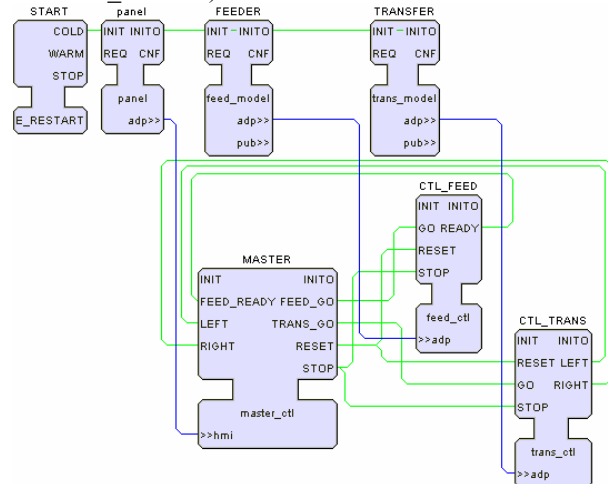 START
COLD
WARM
STOP
E_RESTART
panel
INIT INITO
REQ CNF
panel
adp>>
FEEDER
INIT INITO
REQ CNF
feed_model
adp>>
pub>>
TRANSFER
INIT INITO
REQ CNF
trans_model
adp>>
pub>>
CTL_FEED
INIT INITO
GO READY
RESET
STOP
feed_ctl
>>adp
MASTER
INIT INITO
FEED_READY FEED_GO
LEFT TRANS_GO
RIGHT RESET
STOP
master_ctl
>>hmi
CTL_TRANS
INIT INITO
RESET LEFT
GO RIGHT
STOP
trans_ctl
>>adp